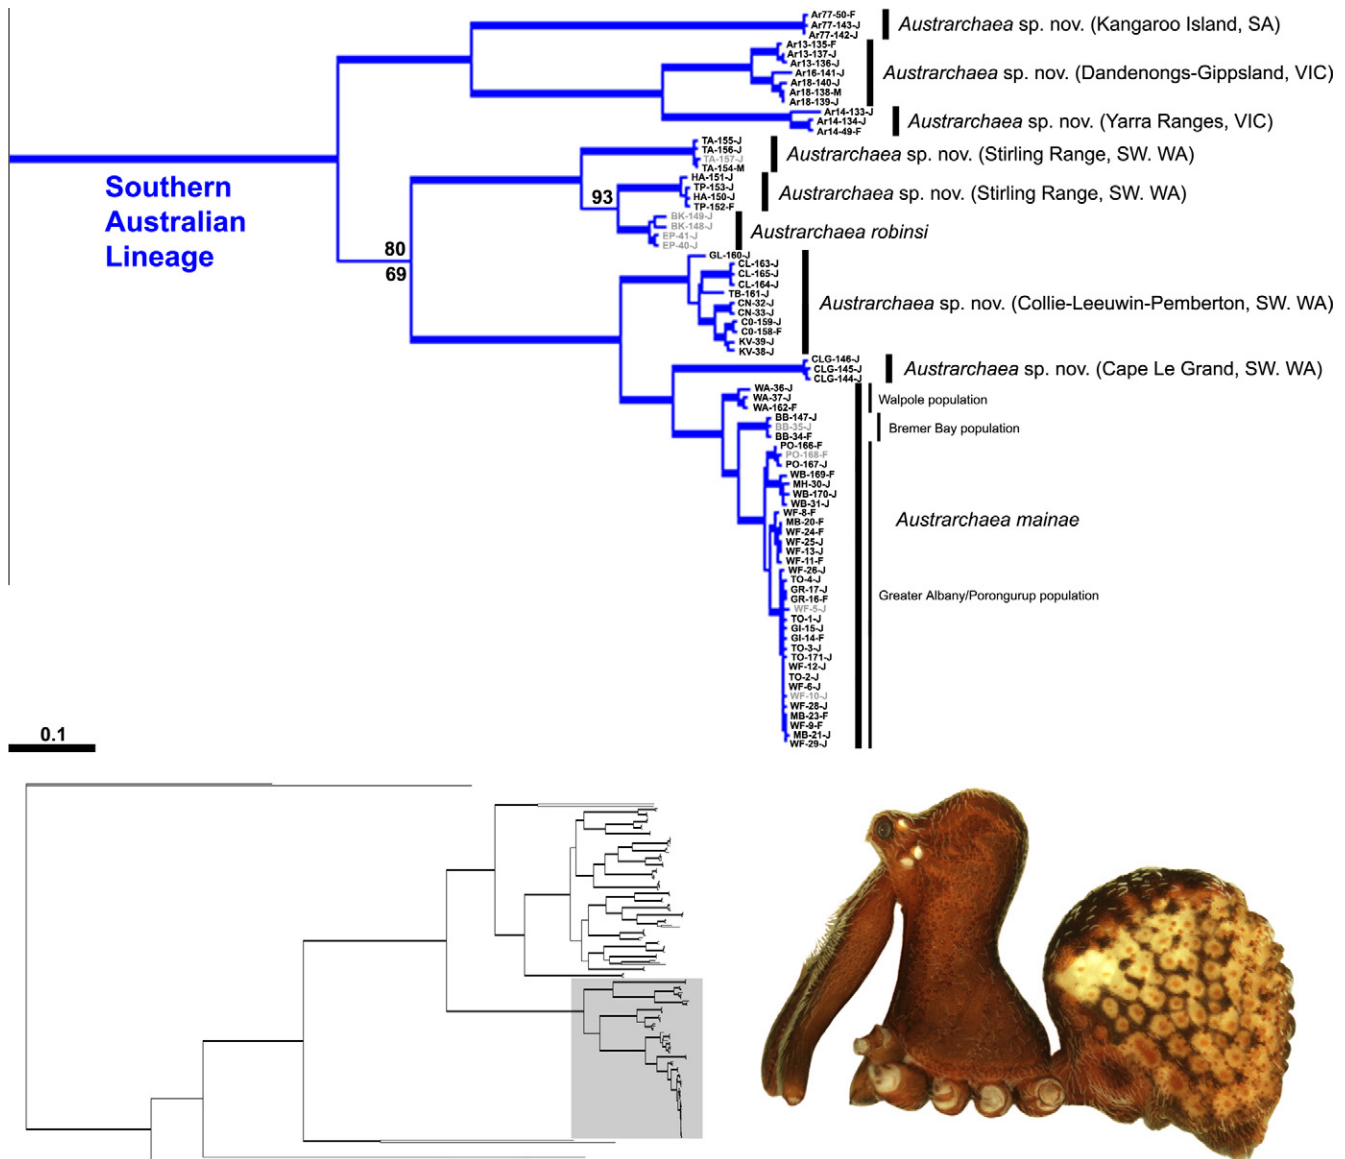 Ar77-50-F
Ar77-143-J
Ar77-142-J
Austrarchaea sp. nov. (Kangaroo Island, SA)
Ar13-135-F
Ar13-137-J
Ar13-136-J
Ar16-141-J
Ar18-140-J
Ar18-138-M
Ar18-139-J
Austrarchaea sp. nov. (Dandenongs-Gippsland, VIC)
Ar14-133-J
Ar14-134-J
Ar14-49-F
Austrarchaea sp. nov. (Yarra Ranges, VIC)
TA-155-J
TA-156-J
TA-157-J
TA-154-M
Austrarchaea sp. nov. (Stirling Range, SW. WA)
Southern
Australian
Lineage
93
HA-151-J
TP-153-J
HA-150-J
TP-152-F
Austrarchaea sp. nov. (Stirling Range, SW. WA)
BK-149-J
BK-148-J
EP-41-J
EP-40-J
Austrarchaea robinsi
80
69
GL-160-J
CL-163-J
CL-165-J
CL-164-J
TB-161-J
CN-32-J
CN-33-J
C0-159-J
C0-158-F
KV-39-J
KV-38-J
Austrarchaea sp. nov. (Collie-Leeuwin-Pemberton, SW. WA)
CLG-146-J
CLG-145-J
CLG-144-J
Austrarchaea sp. nov. (Cape Le Grand, SW. WA)
WA-36-J
WA-37-J
WA-162-F
Walpole population
BB-147-J
BB-35-J
BB-34-F
Bremer Bay population
PO-166-F
PO-168-F
PO-167-J
WB-169-F
MH-30-J
WB-170-J
WB-31-J
WF-8-F
MB-20-F
WF-24-F
WF-25-J
WF-13-J
WF-11-F
Austrarchaea mainae
WF-26-J
TO-4-J
GR-17-J
GR-16-F
WF-5-J
TO-1-J
GI-15-J
GI-14-F
TO-3-J
TO-171-J
WF-12-J
TO-2-J
WF-6-J
WF-10-J
WF-28-J
MB-23-F
WF-9-F
MB-21-J
WF-29-J
Greater Albany/Porongurup population
0.1